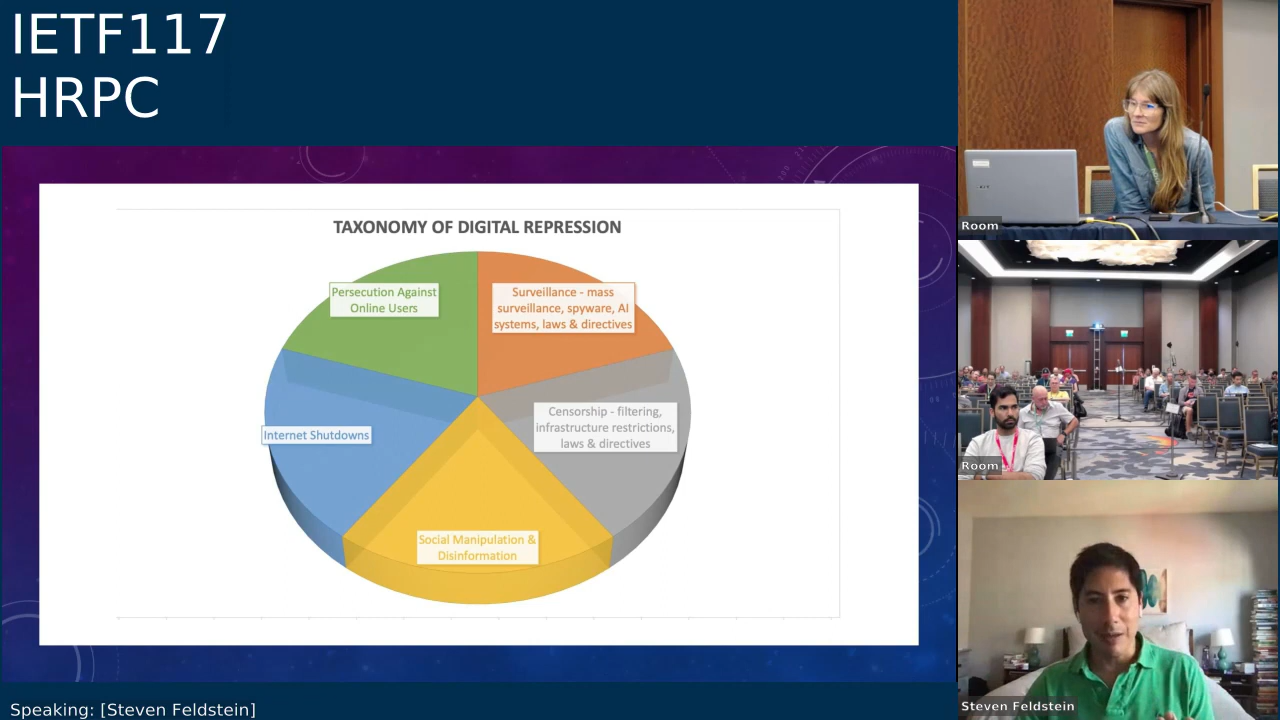 IETF117
HRPC
TAXONOMY OF DIGITAL REPRESSION
Persecution Against
Online Users
Surveillance - mass
surveillance, spyware, AI
systems, laws & directives
Internet Shutdowns
Censorship - filtering,
infrastructure restrictions,
laws & directives
Social Manipulation &
Disinformation
Room
Room
Steven Feldstein
Speaking: [Steven Feldstein]